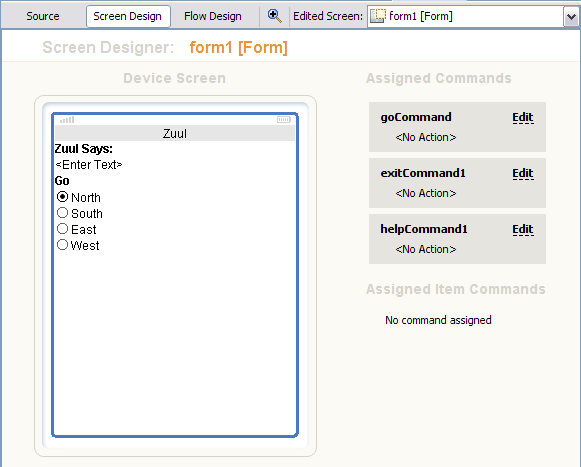 Source Screen Design Flow Design Edited Screen: form1 [Form]
Screen Designer: form1 [Form]
Device Screen
Zuul
Zuul Says:
<Enter Text>
Go
North
South
East
West
Assigned Commands
goCommand Edit
<No Action>
exitCommand1 Edit
<No Action>
helpCommand1 Edit
<No Action>
Assigned Item Commands
No command assigned